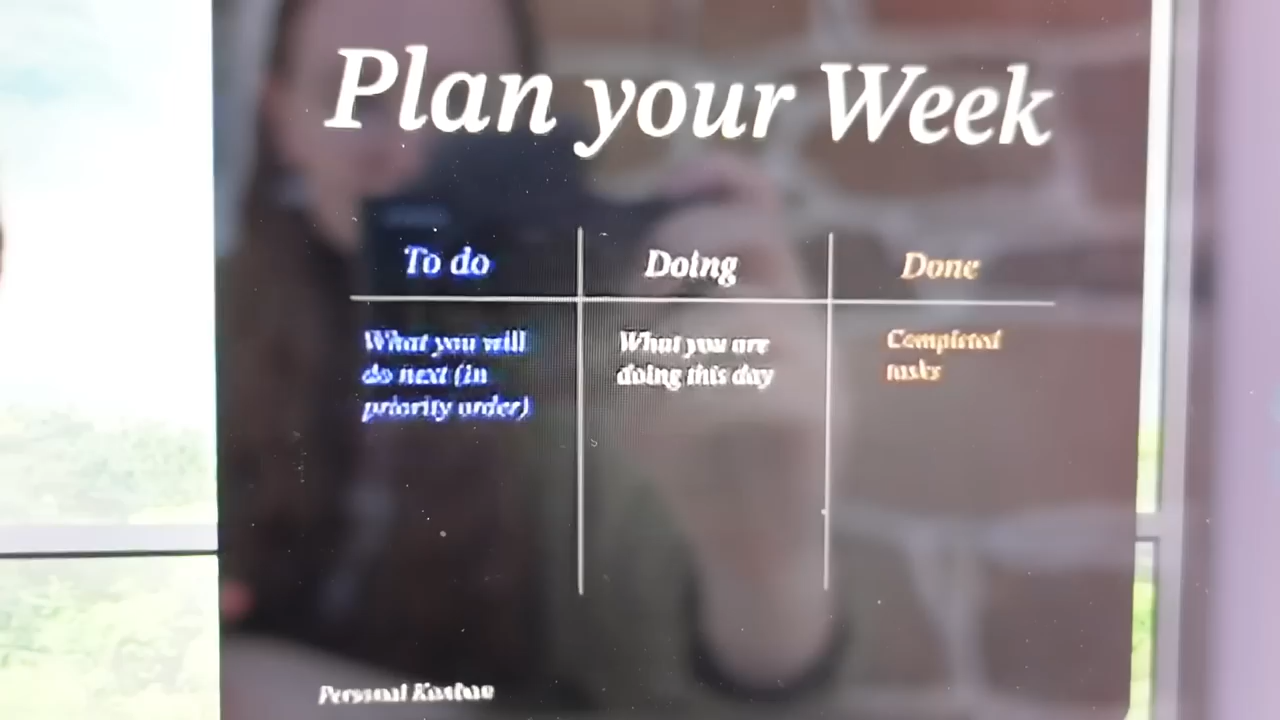 Plan your Week
To do
Doing
Done
What you will
do next (in
priority order)
What you are
doing this day
Completed
tasks
Personal Kanban